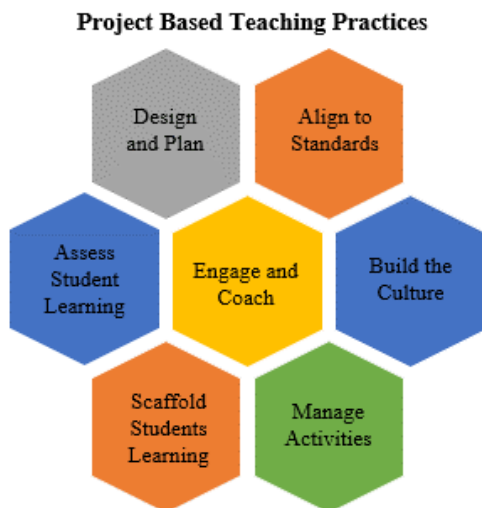 Project Based Teaching Practices
Design
and Plan
Align to
Standards
Assess
Student
Learning
Engage and
Coach
Build the
Culture
Scaffold
Students
Learning
Manage
Activities